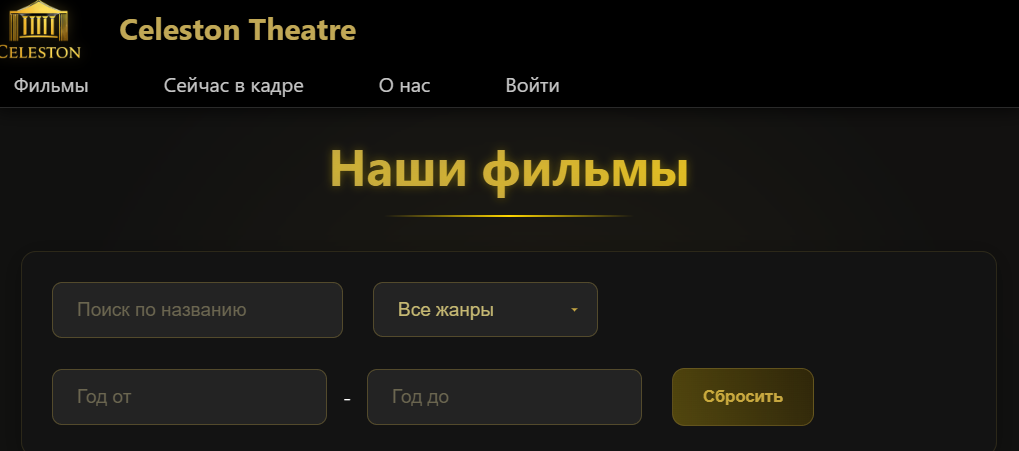 CELESTON
Celeston Theatre
Фильмы Сейчас в кадре О нас Войти
Наши фильмы
Поиск по названию Все жанры
Год от - Год до Сбросить